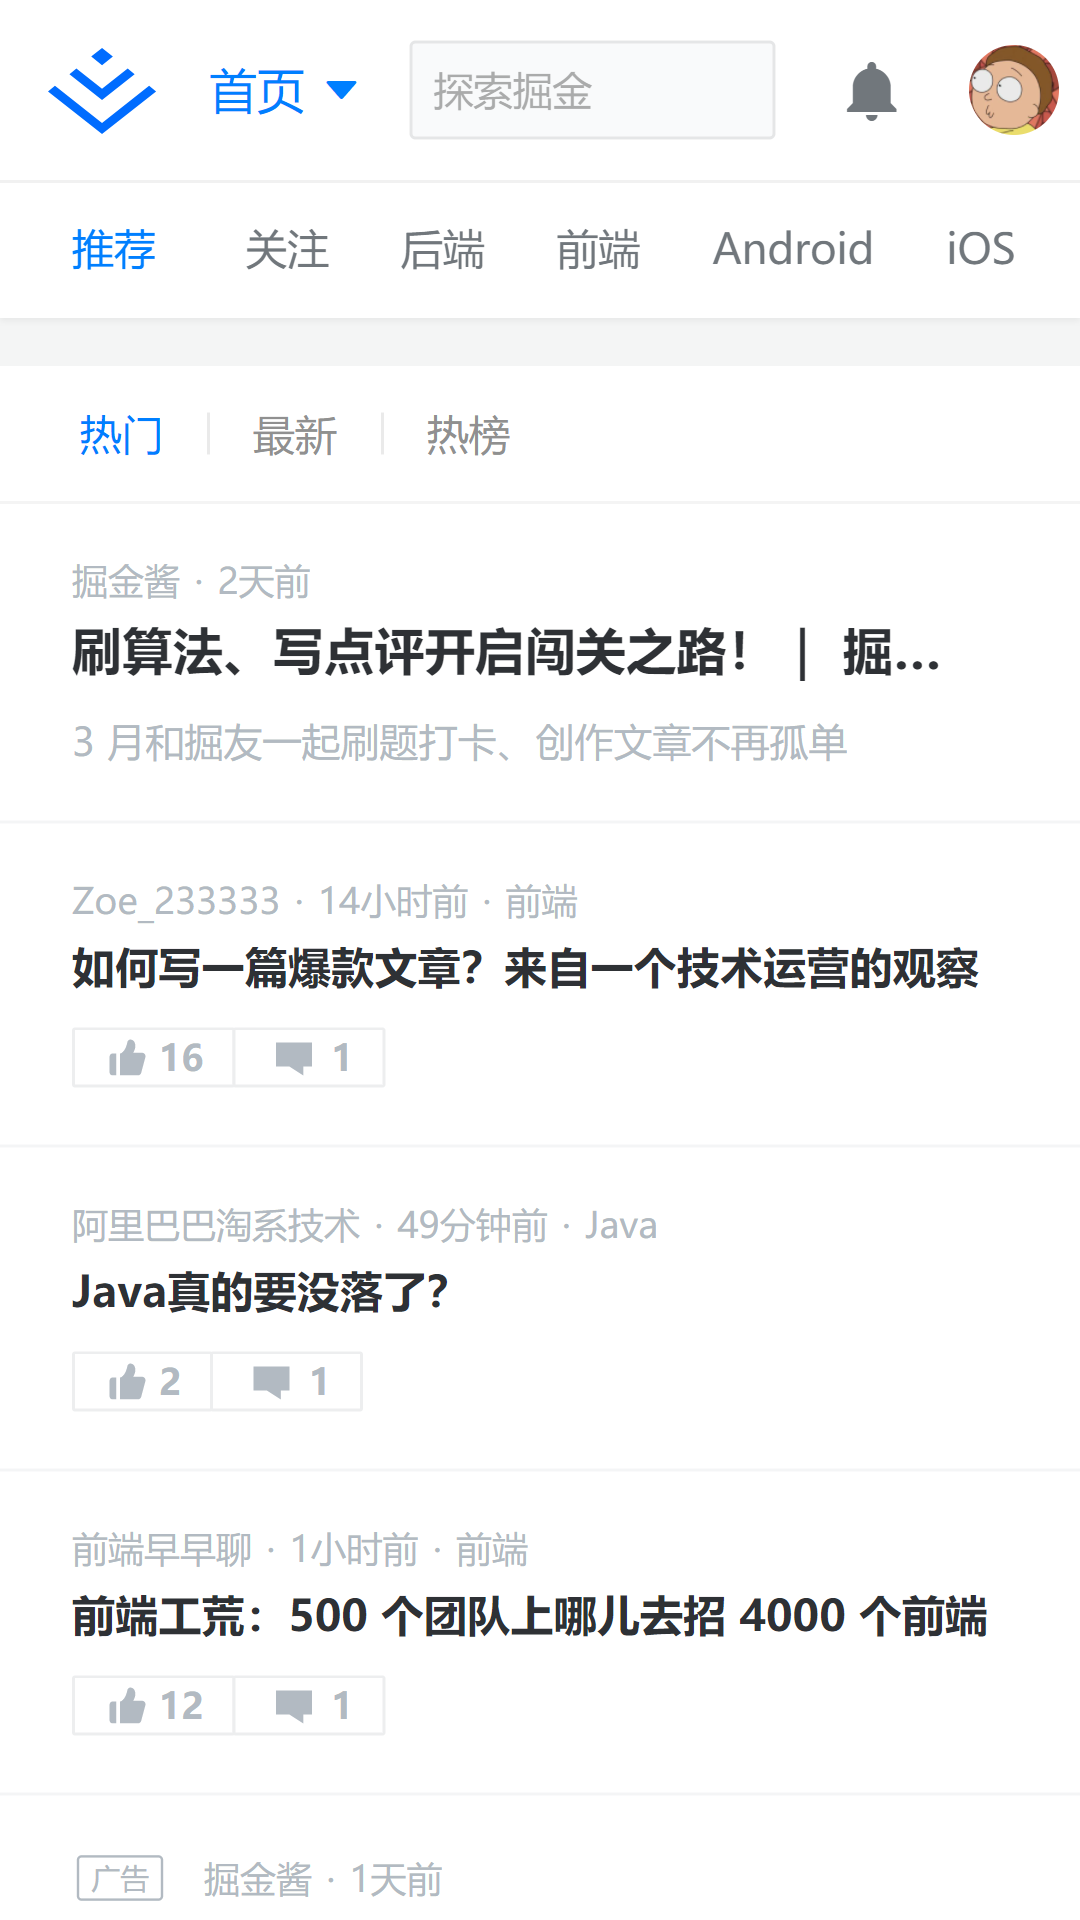 首页 探索掘金
推荐 关注 后端 前端 Android iOS
热门 最新 热榜
掘金酱 · 2天前
刷算法、写点评开启闯关之路！ | 掘...
3 月和掘友一起刷题打卡、创作文章不再孤单
Zoe_233333 · 14小时前 · 前端
如何写一篇爆款文章？来自一个技术运营的观察
16 1
阿里巴巴淘系技术 · 49分钟前 · Java
Java真的要没落了？
2 1
前端早早聊 · 1小时前 · 前端
前端工荒：500 个团队上哪儿去招 4000 个前端
12 1
广告 掘金酱 · 1天前